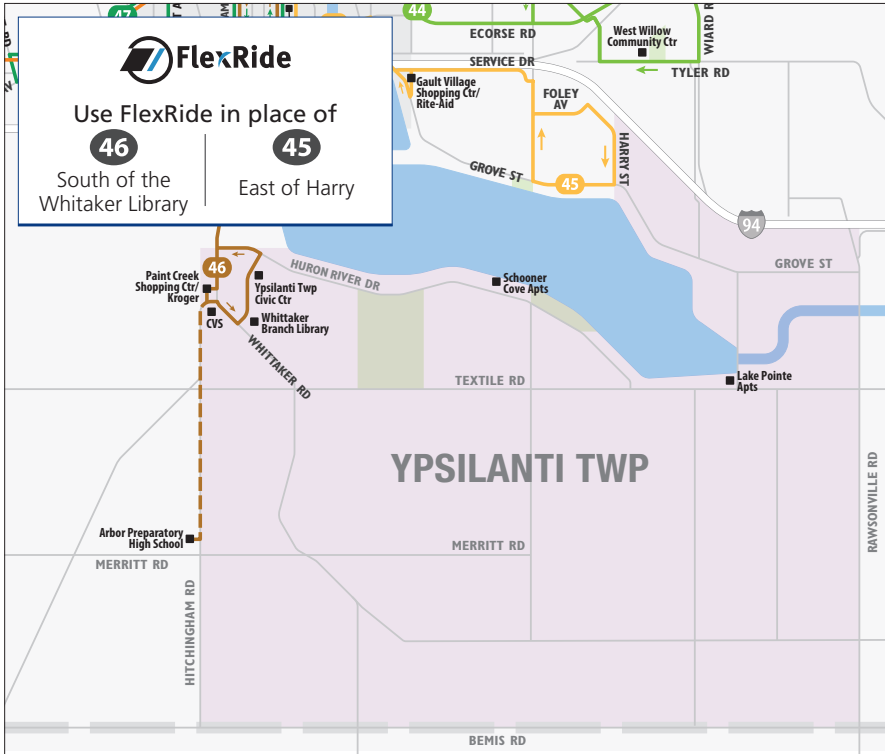 47
44
ECORSE RD
West Willow
Community Ctr
WIARD R
SERVICE DR
TYLER RD
FlexRide
Use FlexRide in place of
46
South of the
Whitaker Library
45
East of Harry
Gault Village
Shopping Ctr/
Rite-Aid
FOLEY
AV
HARRY ST
GROVE ST
45
94
GROVE ST
46
Paint Creek
Shopping Ctr/
Kroger
HURON RIVER DR
Ypsilanti Twp
Civic Ctr
Schooner
Cove Apts
CVS
Whittaker
Branch Library
WHITTAKER RD
TEXTILE RD
Lake Pointe
Apts
YPSILANTI TWP
RAWSONVILLE RD
Arbor Preparatory
High School
MERRITT RD
MERRITT RD
HITCHINGHAM RD
BEMIS RD